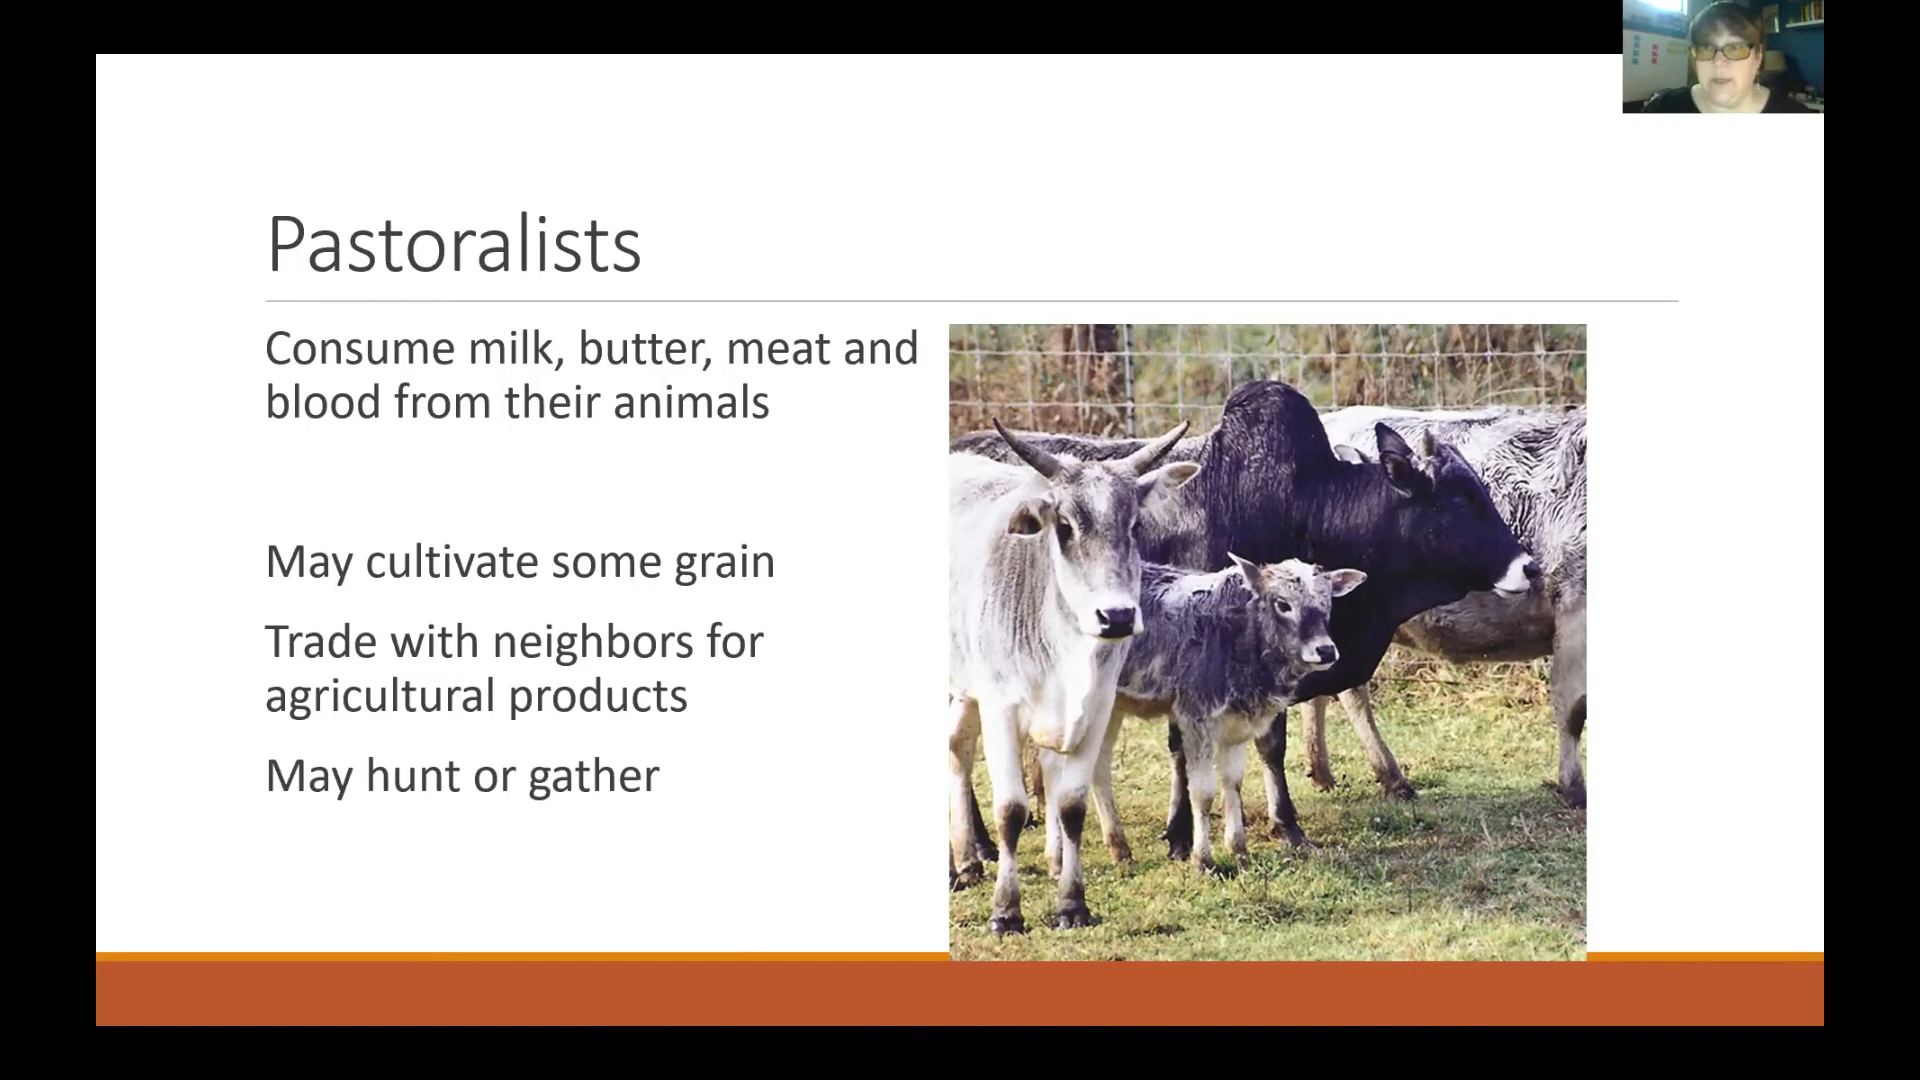 Pastoralists
Consume milk, butter, meat and
blood from their animals
May cultivate some grain
Trade with neighbors for
agricultural products
May hunt or gather